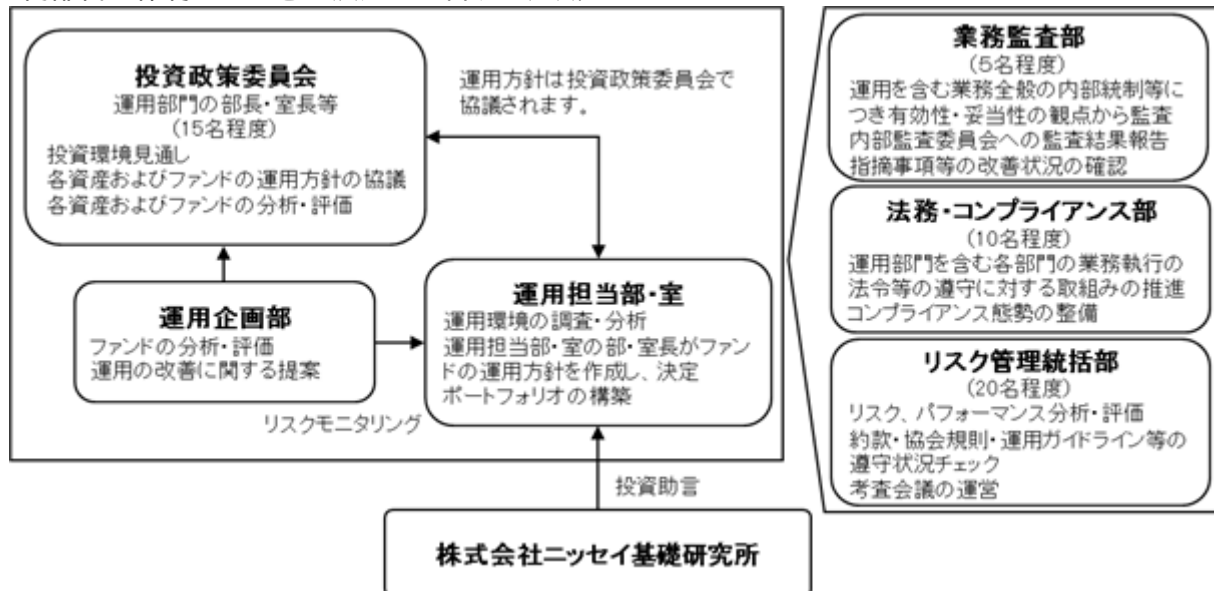 投資政策委員会
運用部門の部長・室長等
(15名程度)
投資環境見通し
各資産およびファンドの運用方針の協議
各資産およびファンドの分析・評価
運用方針は投資政策委員会で
協議されます。
運用企画部
ファンドの分析・評価
運用の改善に関する提案
リスクモニタリング
運用担当部・室
運用環境の調査・分析
運用担当部・室の部・室長がファン
ドの運用方針を作成し、決定
ポートフォリオの構築
投資助言
株式会社ニッセイ基礎研究所
業務監査部
(5名程度)
運用を含む業務全般の内部統制等に
つき有効性・妥当性の観点から監査
内部監査委員会への監査結果報告
指摘事項等の改善状況の確認
法務・コンプライアンス部
(10名程度)
運用部門を含む各部門の業務執行の
法令等の遵守に対する取組みの推進
コンプライアンス態勢の整備
リスク管理統括部
(20名程度)
リスク、パフォーマンス分析・評価
約款・協会規則・運用ガイドライン等の
遵守状況チェック
考査会議の運営